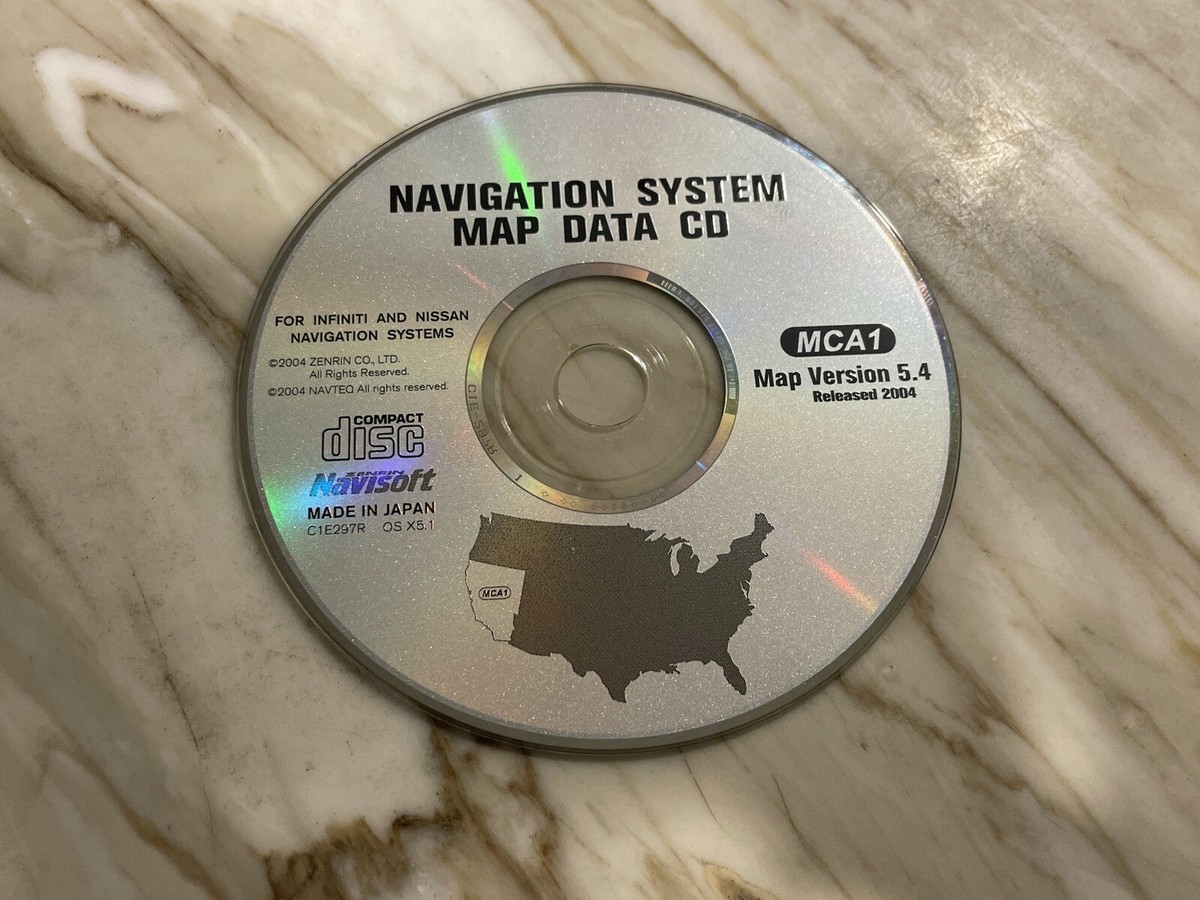 NAVIGATION SYSTEM
MAP DATA CD
FOR INFINITI AND NISSAN
NAVIGATION SYSTEMS
©2004 ZENRIN CO., LTD.
All Rights Reserved.
©2004 NAVTEQ All rights reserved.
COMPACT
disc
ZENRIN
Navisoft
MADE IN JAPAN
C1E297R OS X5.1
MCA1
Map Version 5.4
Released 2004
MCA1